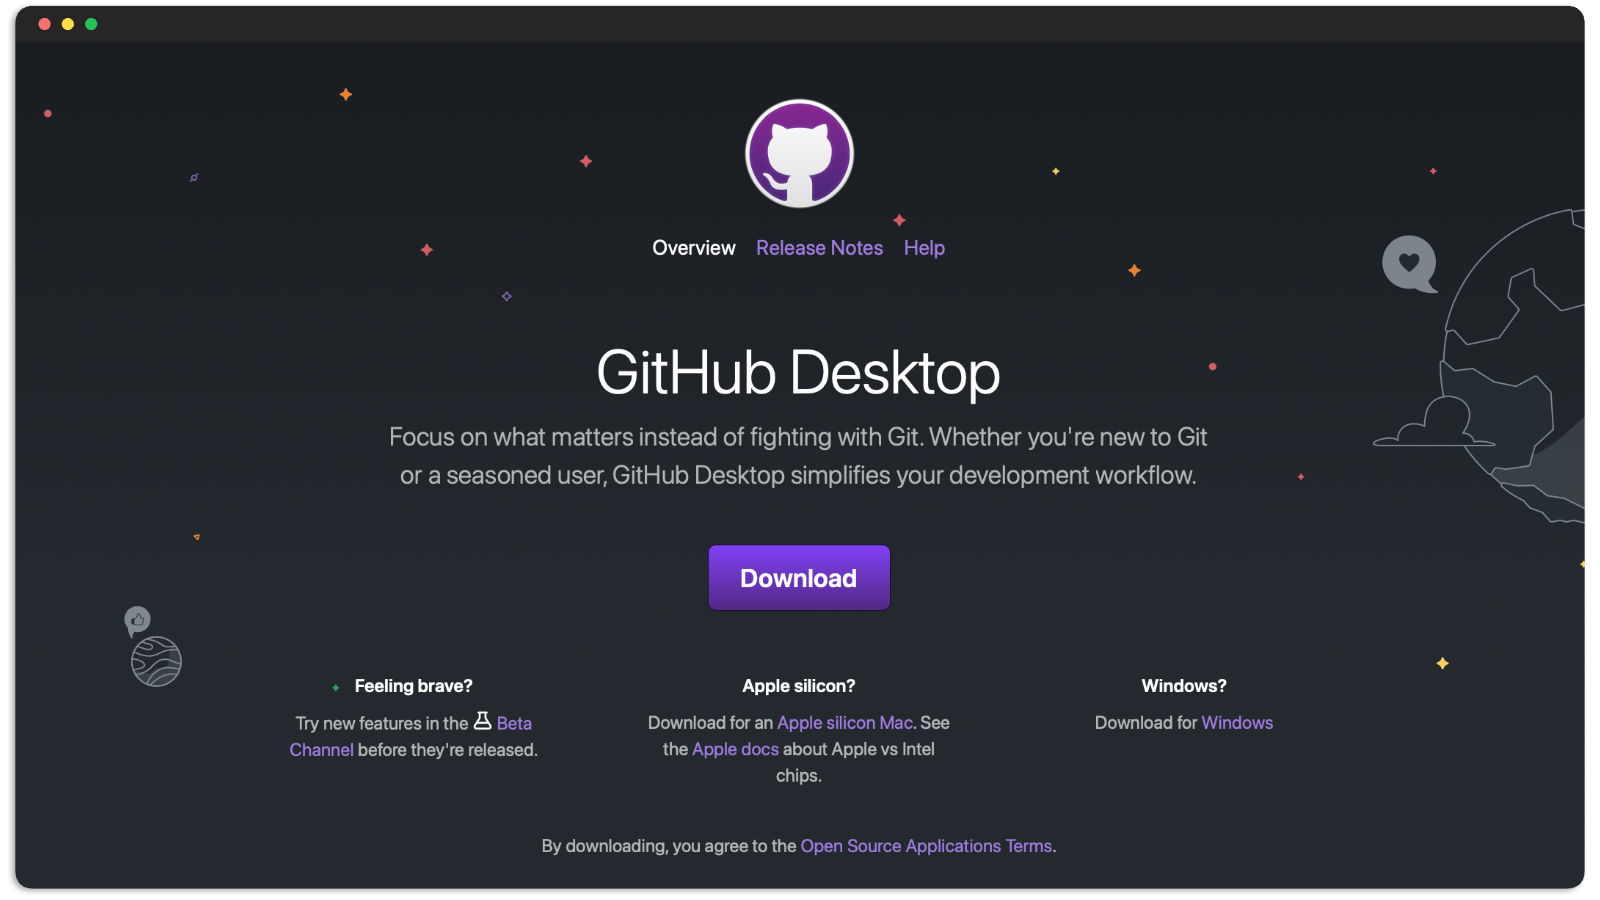 Overview Release Notes Help
GitHub Desktop
Focus on what matters instead of fighting with Git. Whether you're new to Git
or a seasoned user, GitHub Desktop simplifies your development workflow.
Download
Feeling brave?
Try new features in the Beta
Channel before they're released.
Apple silicon?
Download for an Apple silicon Mac. See
the Apple docs about Apple vs Intel
chips.
Windows?
Download for Windows
By downloading, you agree to the Open Source Applications Terms.